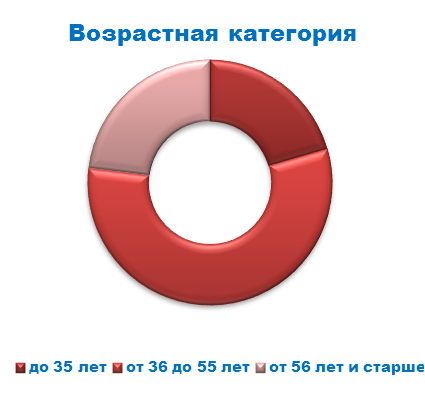 Возрастная категория
до 35 лет от 36 до 55 лет от 56 лет и старше